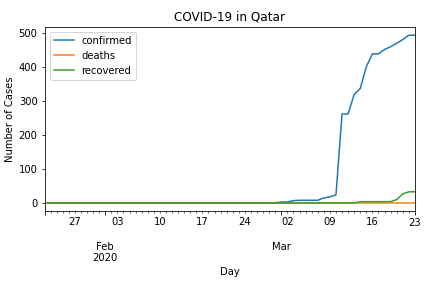 COVID-19 in Qatar
confirmed
deaths
recovered
Number of Cases
500
400
300
200
100
0
27 03 10 17 24 02 09 16 23
Feb Mar
2020
Day